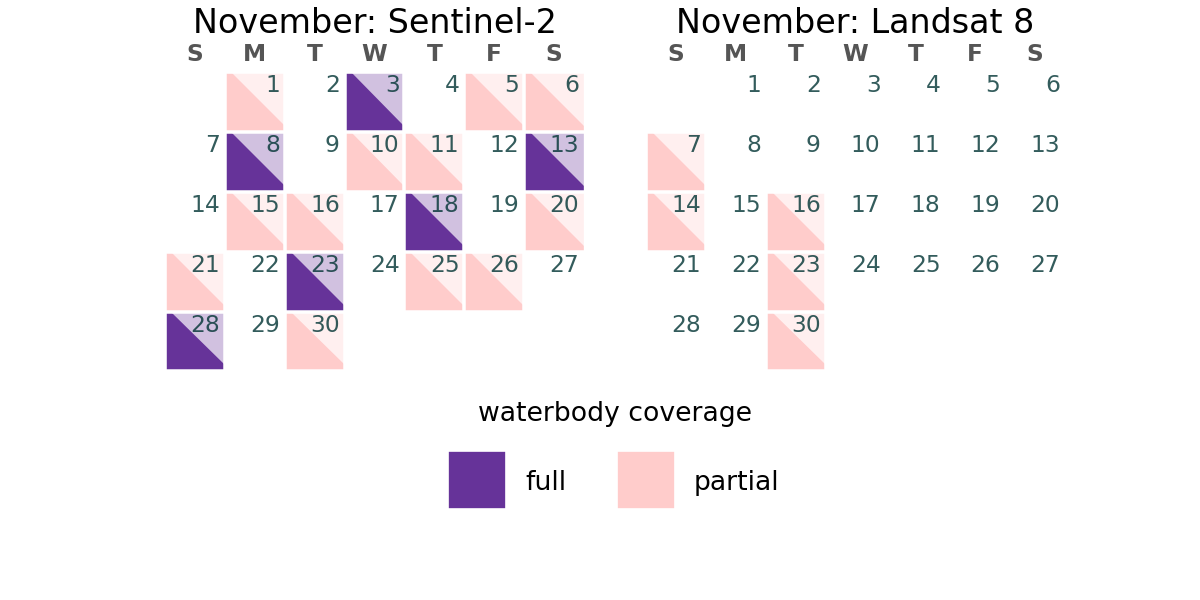 November: Sentinel-2
S M T W T F S
1 2 3 4 5 6
7 8 9 10 11 12 13
14 15 16 17 18 19 20
21 22 23 24 25 26 27
28 29 30
November: Landsat 8
S M T W T F S
1 2 3 4 5 6
7 8 9 10 11 12 13
14 15 16 17 18 19 20
21 22 23 24 25 26 27
28 29 30
waterbody coverage
full partial